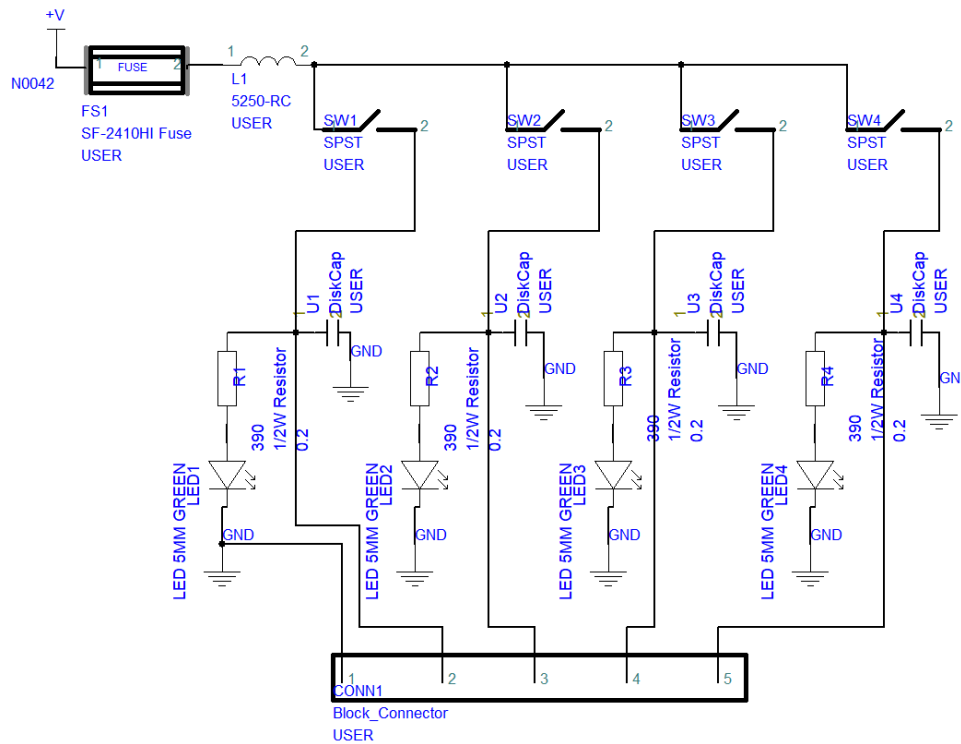 +V
N0042
1 FUSE 2
FS1
SF-2410HI Fuse
USER
1 2
L1
5250-RC
USER
SW1 1 2
SPST
USER
SW2 1 2
SPST
USER
SW3 1 2
SPST
USER
SW4 1 2
SPST
USER
1 2
U1
DiskCap
USER
GND
1 2
U2
DiskCap
USER
GND
1 2
U3
DiskCap
USER
GND
1 2
U4
DiskCap
USER
GN
R1
390
1/2W Resistor
0.2
R2
390
1/2W Resistor
0.2
R3
390
1/2W Resistor
0.2
R4
390
1/2W Resistor
0.2
LED 5MM GREEN
LED1
GND
LED 5MM GREEN
LED2
GND
LED 5MM GREEN
LED3
GND
LED 5MM GREEN
LED4
GND
1 2 3 4 5
CONN1
Block_Connector
USER